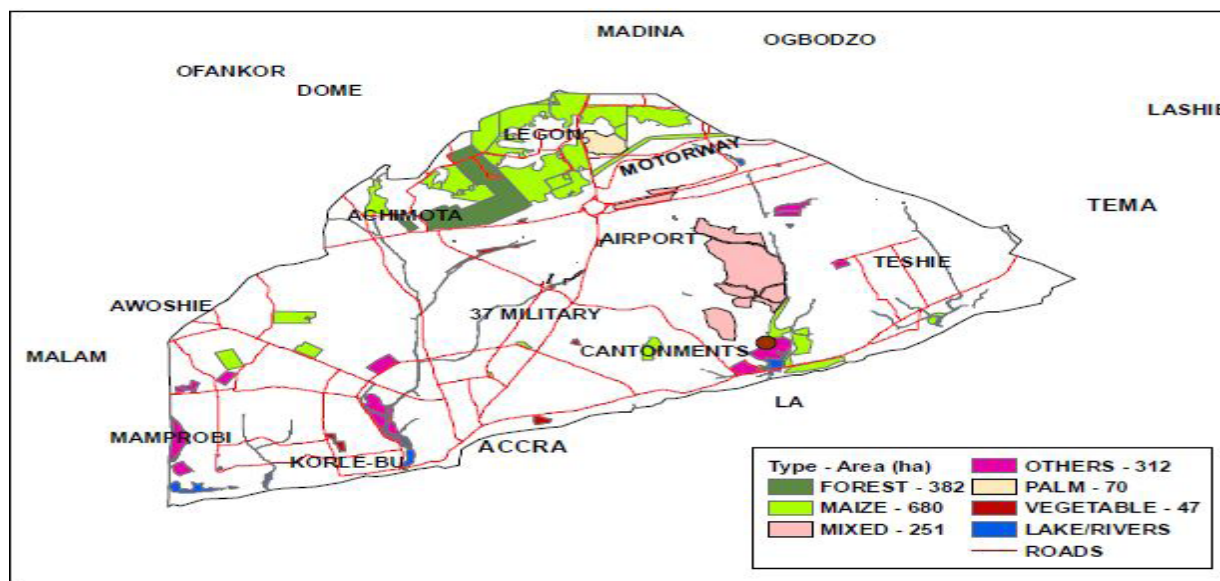 MADINA
OGBODZO
OFANKOR
DOME
LASHIE
LEGON
MOTORWAY
ACHIMOTA
TEMA
AIRPORT
TESHIE
AWOSHIE
37 MILITARY
MALAM
CANTONMENTS
LA
MAMPROBI
ACCRA
KORLE-BU
Type - Area (ha)
FOREST - 382
MAIZE - 680
MIXED - 251
OTHERS - 312
PALM - 70
VEGETABLE - 47
LAKE/RIVERS
ROADS